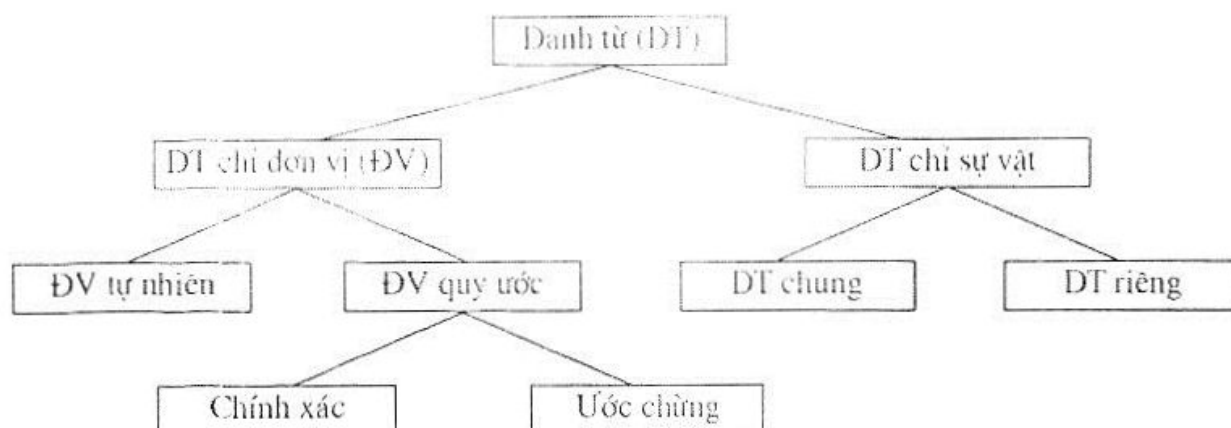 Danh từ (DT)
DT chỉ đơn vị (ĐV)
DT chỉ sự vật
ĐV tự nhiên
ĐV quy ước
DT chung
DT riêng
Chính xác
Ước chừng